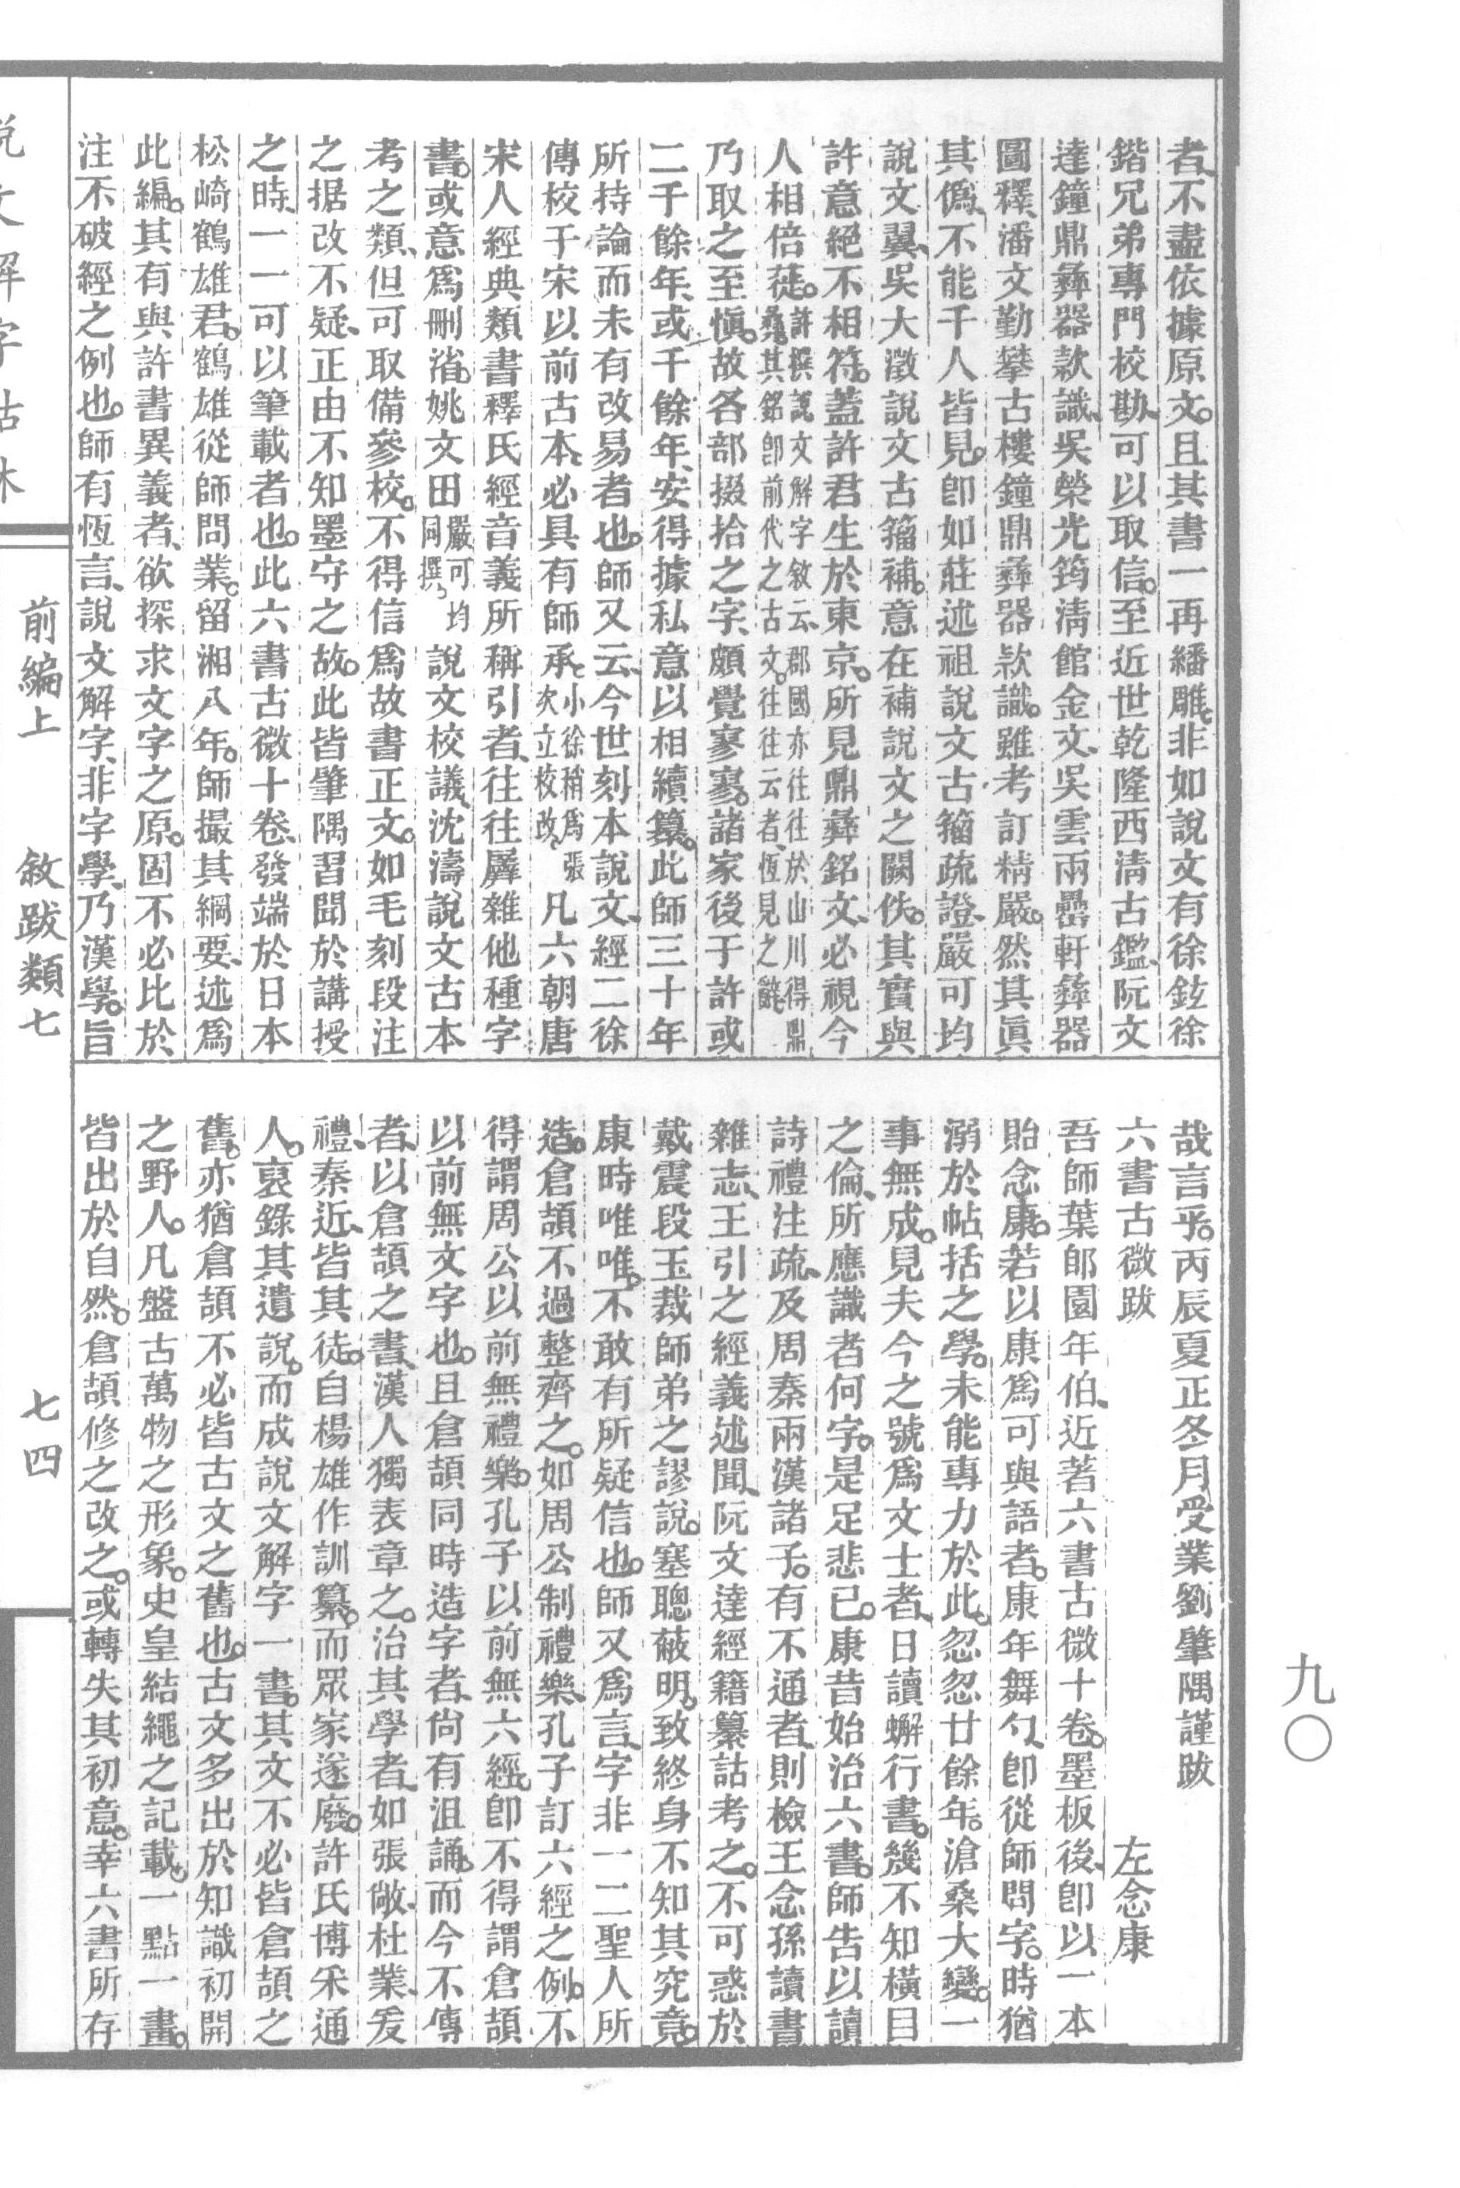 者、不盡依據原文。且其書一再繙雕、非如說文有徐鉉徐
鍇兄弟專門校勘、可以取信。至近世乾隆西淸古鑑、阮文
達鐘鼎彝器款識、吳榮光筠淸館金文、吳雲兩罍軒彝器
圖釋、潘文勤攀古樓鐘鼎彝器款識。雖考訂精嚴。然其眞
其僞、不能千人皆見。卽如莊述祖說文古籀疏證、嚴可均
說文翼、吳大澂說文古籀補。意在補說文之闕佚。其實與
許意絕不相符。蓋許君生於東京。所見鼎彝銘文、必視今
人相倍蓰。許撰說文解字敘云、郡國亦往往於山川得鼎彝、其銘卽前代之古文。往往云者、恆見之辭。
乃取之至愼。故各部掇拾之字、頗覺寥寥。諸家後于許或
二千餘年、或千餘年、安得據私意以相續纂。此師三十年
所持論而未有改易者也。師又云、今世刻本說文、經二徐
傳校于宋以前古本、必具有師承、小徐稍爲張次立校改、凡六朝唐
宋人經典類書釋氏經音義所稱引者、往往羼雜他種字
書。或意爲刪渻。姚文田嚴可均同撰、說文校議、沈濤說文古本
考之類、但可取備參校。不得信爲故書正文。如毛刻段注
之据改不疑、正由不知墨守之故。此皆肇隅習聞於講授
之時、一一可以筆載者也。此六書古微十卷、發端於日本
松崎鶴雄君。鶴雄從師問業。留湘八年。師撮其綱要、述爲
此編。其有與許書異義者、欲探求文字之原。固不必比於
注不破經之例也。師有恆言、說文解字、非字學、乃漢學。旨
哉言乎。丙辰夏正冬月受業劉肇隅謹跋
六書古微跋　左念康
吾師葉郋園年伯、近著六書古微十卷。墨板後、卽以一本
貽念康。若以康爲可與語者。康年舞勺、卽從師問字。時猶
溺於帖括之學。未能專力於此。忽忽廿餘年。滄桑大變。一
事無成。見夫今之號爲文士者、日讀蠏行書。幾不知橫目
之倫、所應識者何字。是足悲已。康昔始治六書。師告以讀
詩禮注疏、及周秦兩漢諸子。有不通者、則檢王念孫讀書
雜志、王引之經義述聞、阮文達經籍纂詁考之。不可惑於
戴震段玉裁師弟之謬說。塞聰蔽明。致終身不知其究竟。
康時唯唯。不敢有所疑信也。師又爲言、字非一二聖人所
造。倉頡不過整齊之。如周公制禮樂、孔子訂六經之例。不
得謂周公以前無禮樂。孔子以前無六經。卽不得謂倉頡
以前無文字也。且倉頡同時造字者、尙有沮誦。而今不傳
者、以倉頡之書、漢人獨表章之。治其學者、如張敞、杜業、爰
禮、秦近、皆其徒。自楊雄作訓纂。而眾家遂廢。許氏博采通
人。裒錄其遺說。而成說文解字一書。其文不必皆倉頡之
舊。亦猶倉頡不必皆古文之舊也。古文多出於知識初開
之野人。凡盤古萬物之形象。史皇結繩之記載。一點一畫。
皆出於自然。倉頡修之改之。或轉失其初意。幸六書所存
說文解字詁林
前編上　敘跋類七
七四
九〇